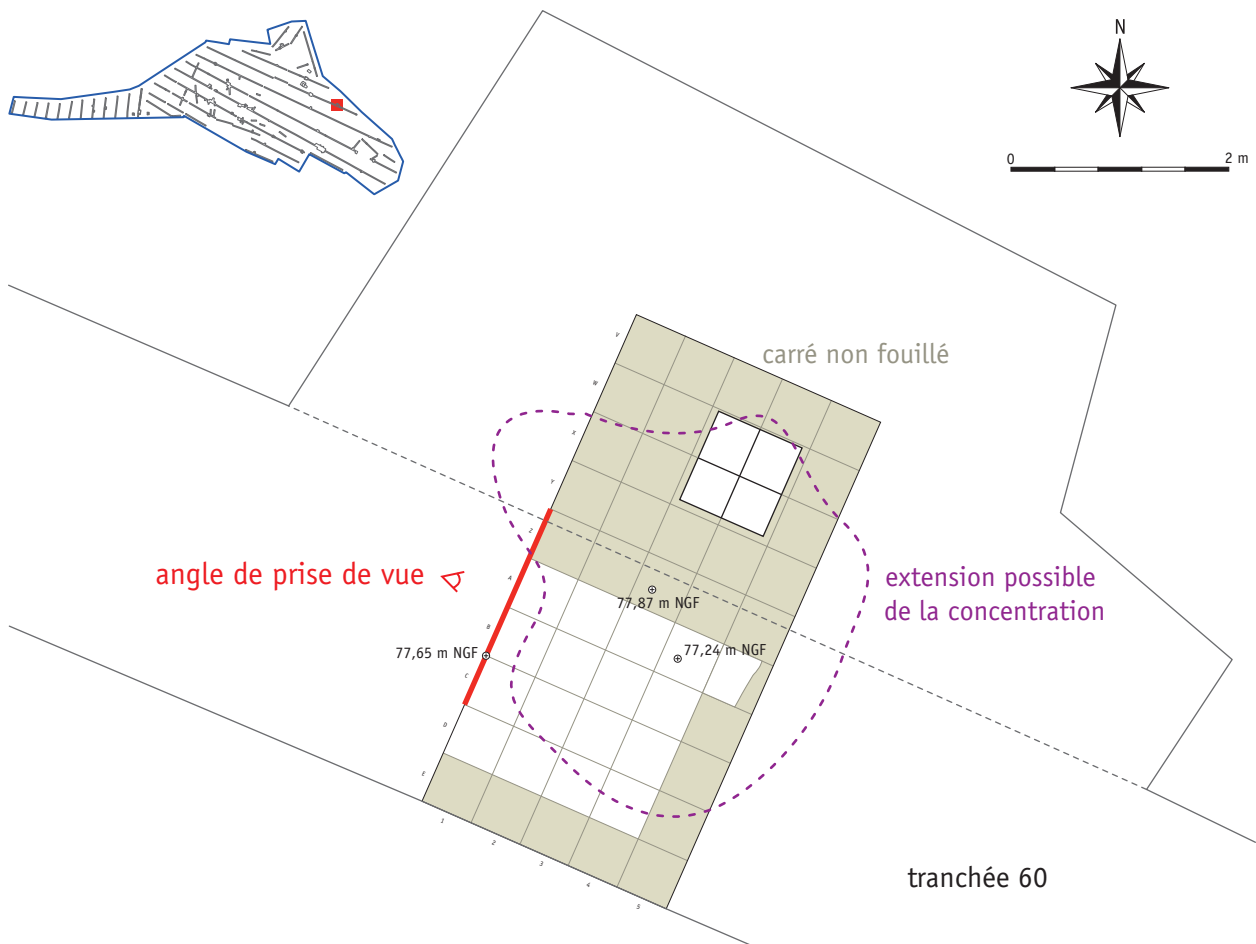 N
0
2 m
carré non fouillé
V
W
X
Y
Z
A
B
C
D
E
angle de prise de vue
77,87 m NGF
extension possible
de la concentration
77,65 m NGF
77,24 m NGF
1
2
3
4
5
tranchée 60